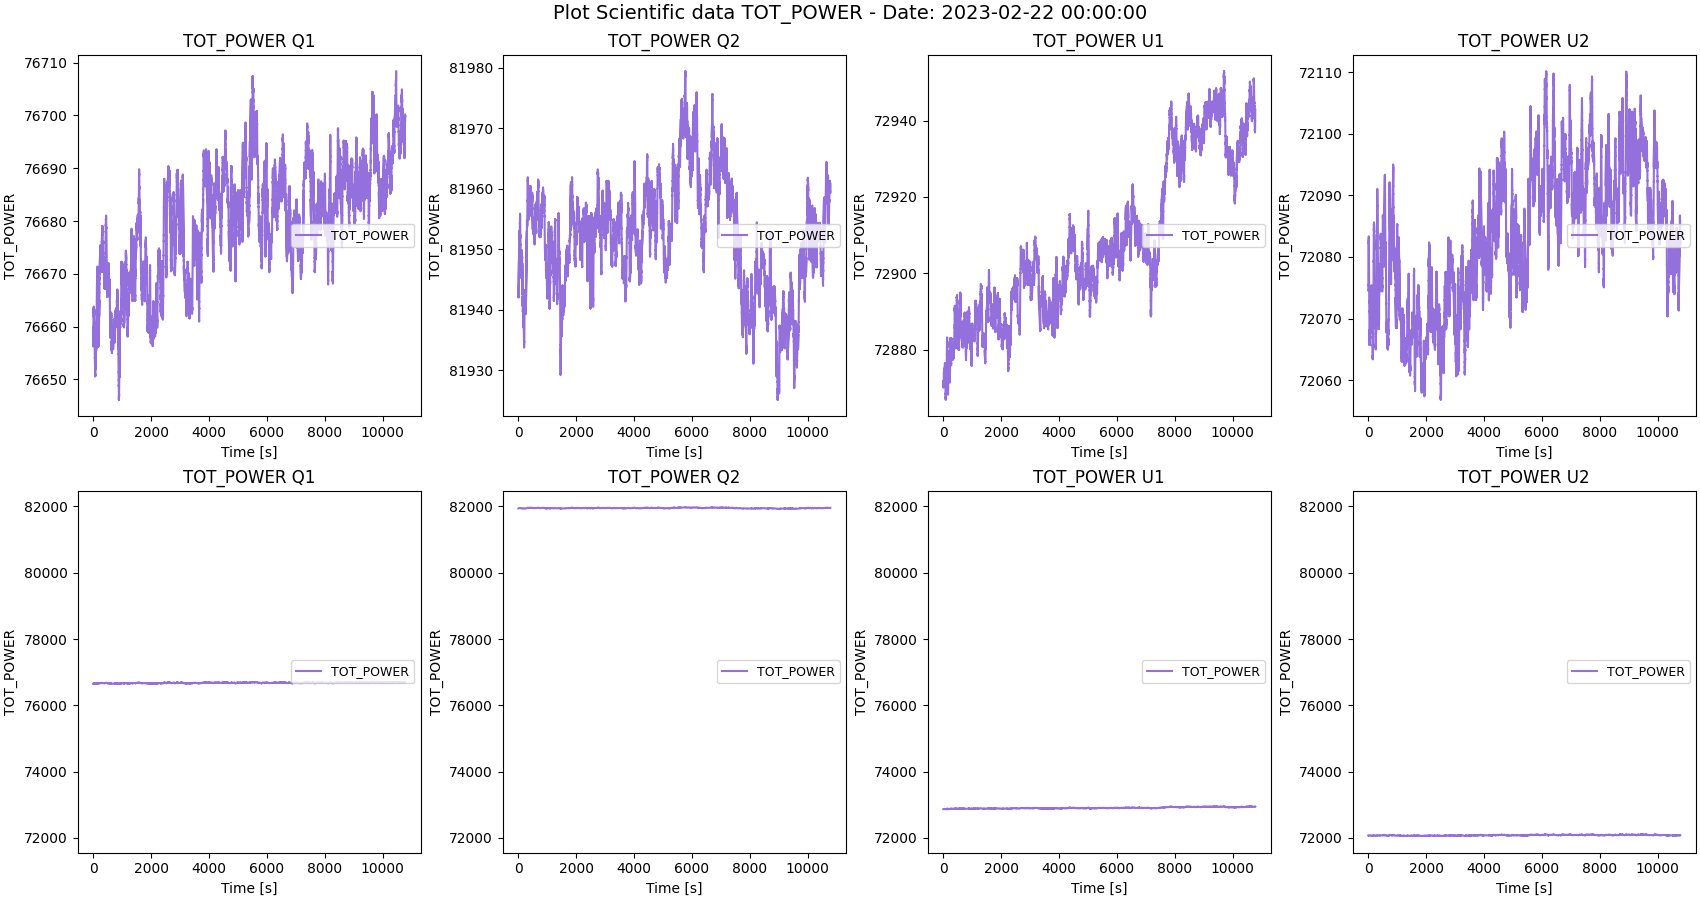 Plot Scientific data TOT_POWER - Date: 2023-02-22 00:00:00
TOT_POWER Q1
TOT_POWER Q2
TOT_POWER U1
TOT_POWER U2
TOT_POWER
76710
76700
76690
76680
76670
76660
76650
TOT_POWER
0 2000 4000 6000 8000 10000
Time [s]
TOT_POWER
81980
81970
81960
81950
81940
81930
TOT_POWER
0 2000 4000 6000 8000 10000
Time [s]
TOT_POWER
72940
72920
72900
72880
TOT_POWER
0 2000 4000 6000 8000 10000
Time [s]
TOT_POWER
72110
72100
72090
72080
72070
72060
TOT_POWER
0 2000 4000 6000 8000 10000
Time [s]
TOT_POWER Q1
TOT_POWER Q2
TOT_POWER U1
TOT_POWER U2
TOT_POWER
82000
80000
78000
76000
74000
72000
TOT_POWER
0 2000 4000 6000 8000 10000
Time [s]
TOT_POWER
82000
80000
78000
76000
74000
72000
TOT_POWER
0 2000 4000 6000 8000 10000
Time [s]
TOT_POWER
82000
80000
78000
76000
74000
72000
TOT_POWER
0 2000 4000 6000 8000 10000
Time [s]
TOT_POWER
82000
80000
78000
76000
74000
72000
TOT_POWER
0 2000 4000 6000 8000 10000
Time [s]